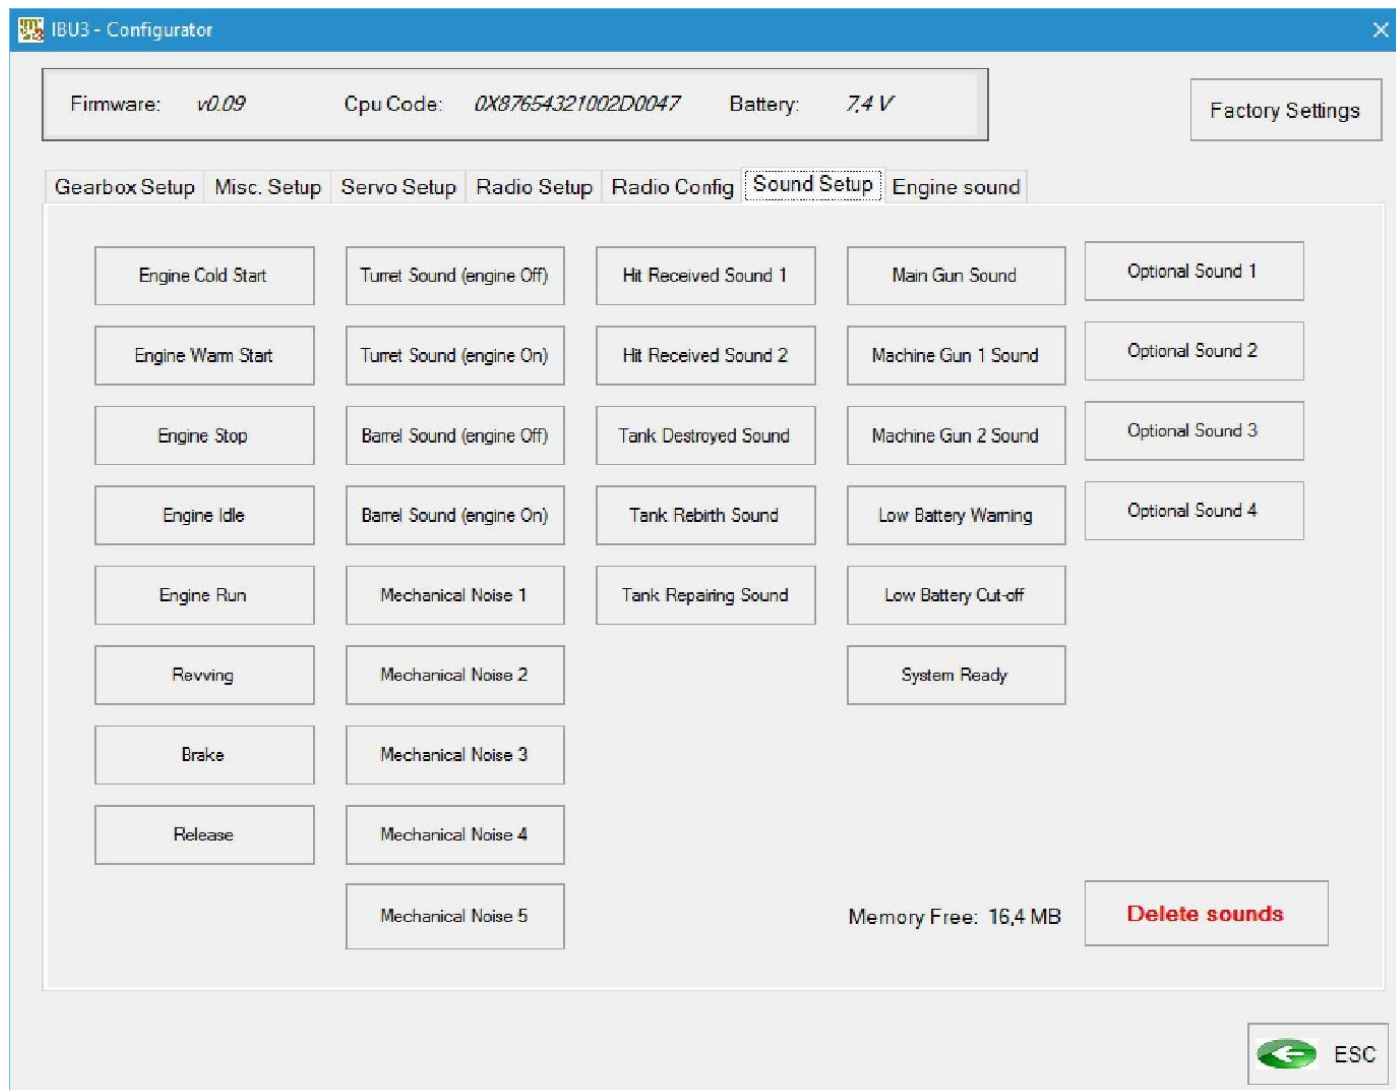 IBU3 - Configurator
Firmware: v0.09 Cpu Code: 0X87654321002D0047 Battery: 7,4 V
Factory Settings
Gearbox Setup Misc. Setup Servo Setup Radio Setup Radio Config Sound Setup Engine sound
Engine Cold Start Turret Sound (engine Off) Hit Received Sound 1 Main Gun Sound Optional Sound 1
Engine Warm Start Turret Sound (engine On) Hit Received Sound 2 Machine Gun 1 Sound Optional Sound 2
Engine Stop Barrel Sound (engine Off) Tank Destroyed Sound Machine Gun 2 Sound Optional Sound 3
Engine Idle Barrel Sound (engine On) Tank Rebirth Sound Low Battery Warning Optional Sound 4
Engine Run Mechanical Noise 1 Tank Repairing Sound Low Battery Cut-off
Revving Mechanical Noise 2 System Ready
Brake Mechanical Noise 3
Release Mechanical Noise 4
Mechanical Noise 5 Memory Free: 16,4 MB Delete sounds
ESC